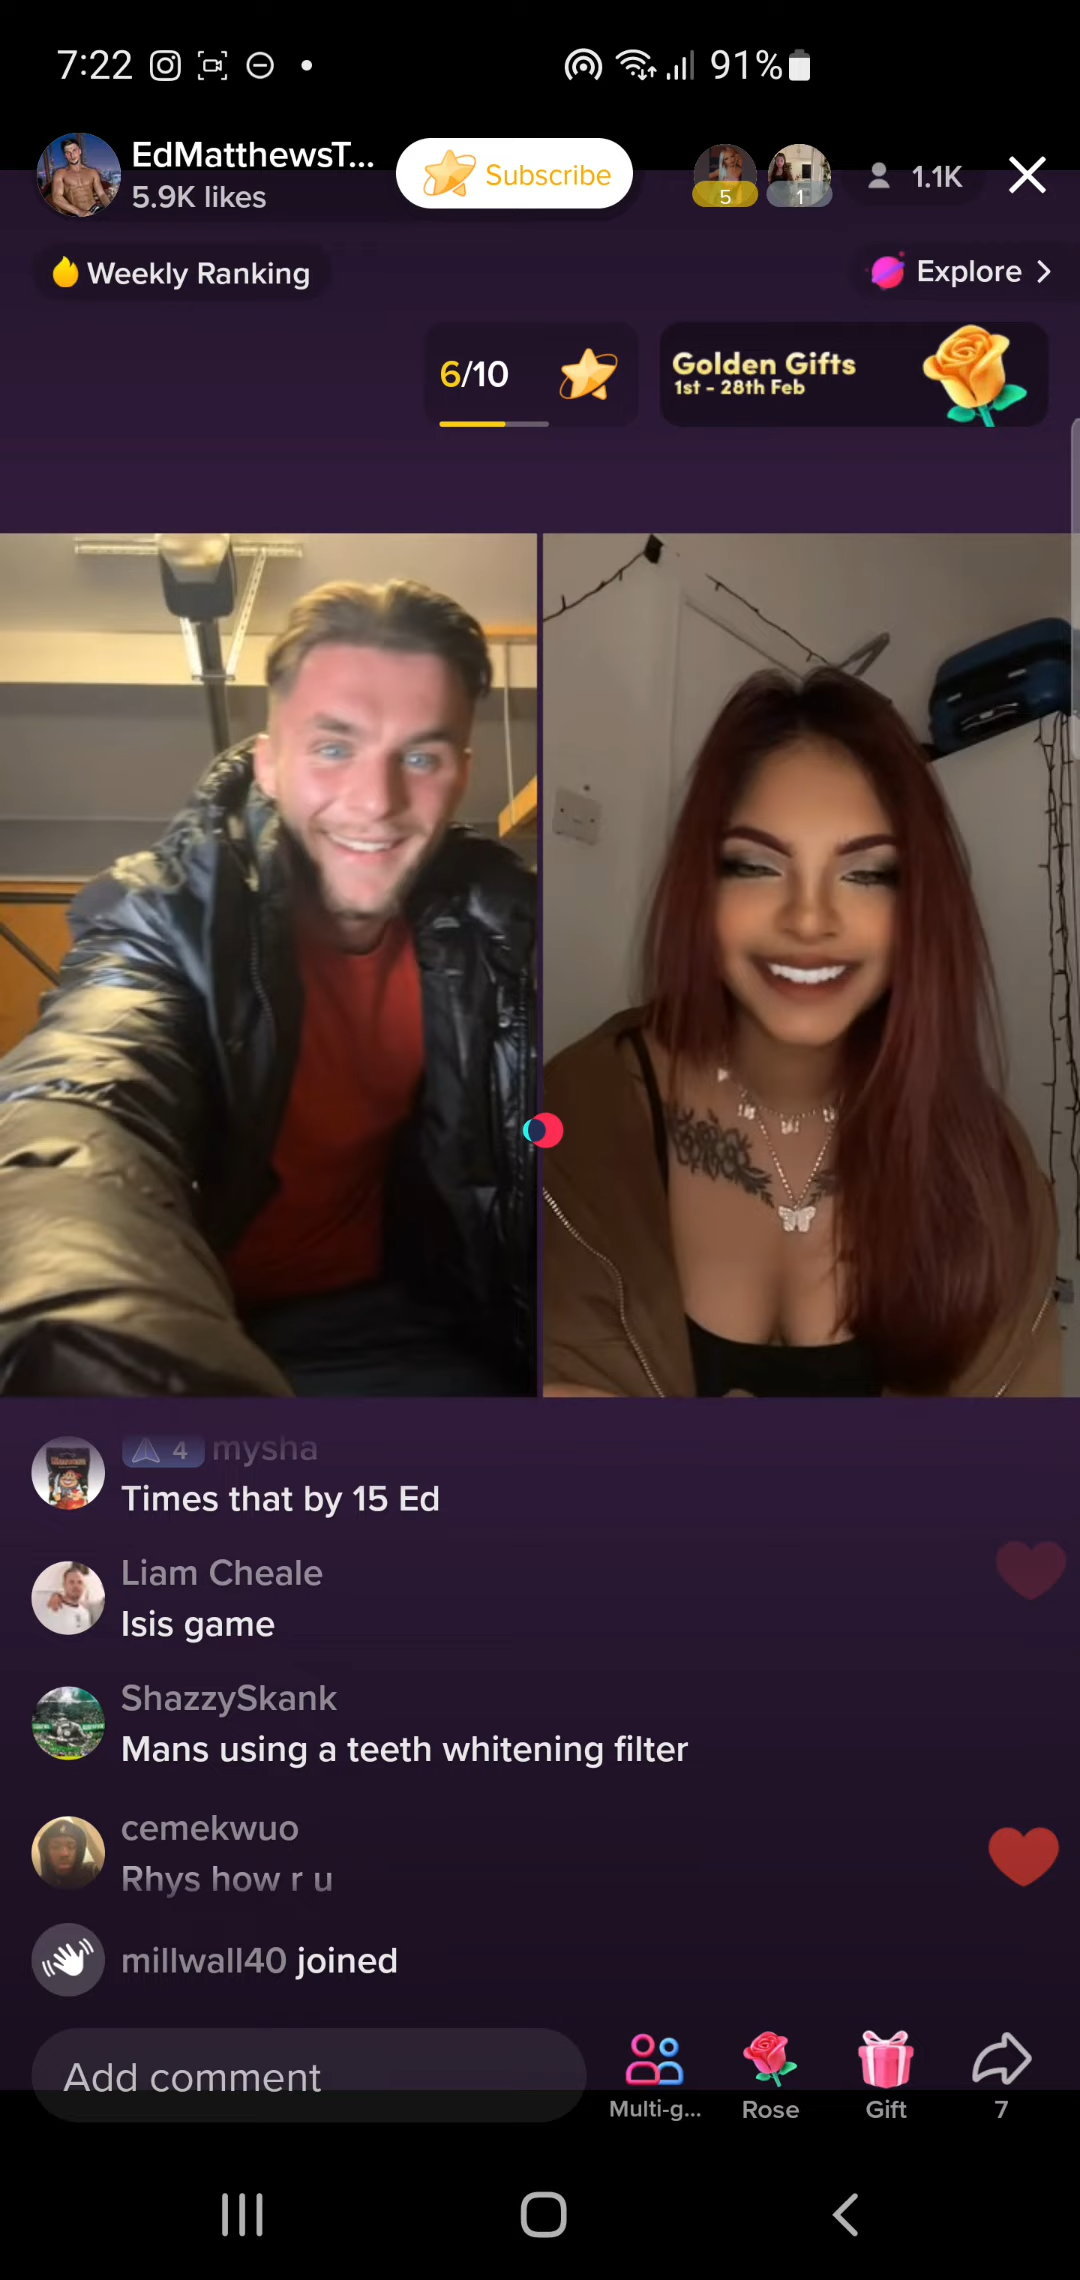 7:22
91%
EdMatthewsT...
5.9K likes
Subscribe
5
1
1.1K
Weekly Ranking
Explore
6/10
Golden Gifts
1st - 28th Feb
4 mysha
Times that by 15 Ed
Liam Cheale
Isis game
ShazzySkank
Mans using a teeth whitening filter
cemekwuo
Rhys how r u
millwall40 joined
Add comment
Multi-g...
Rose
Gift
7